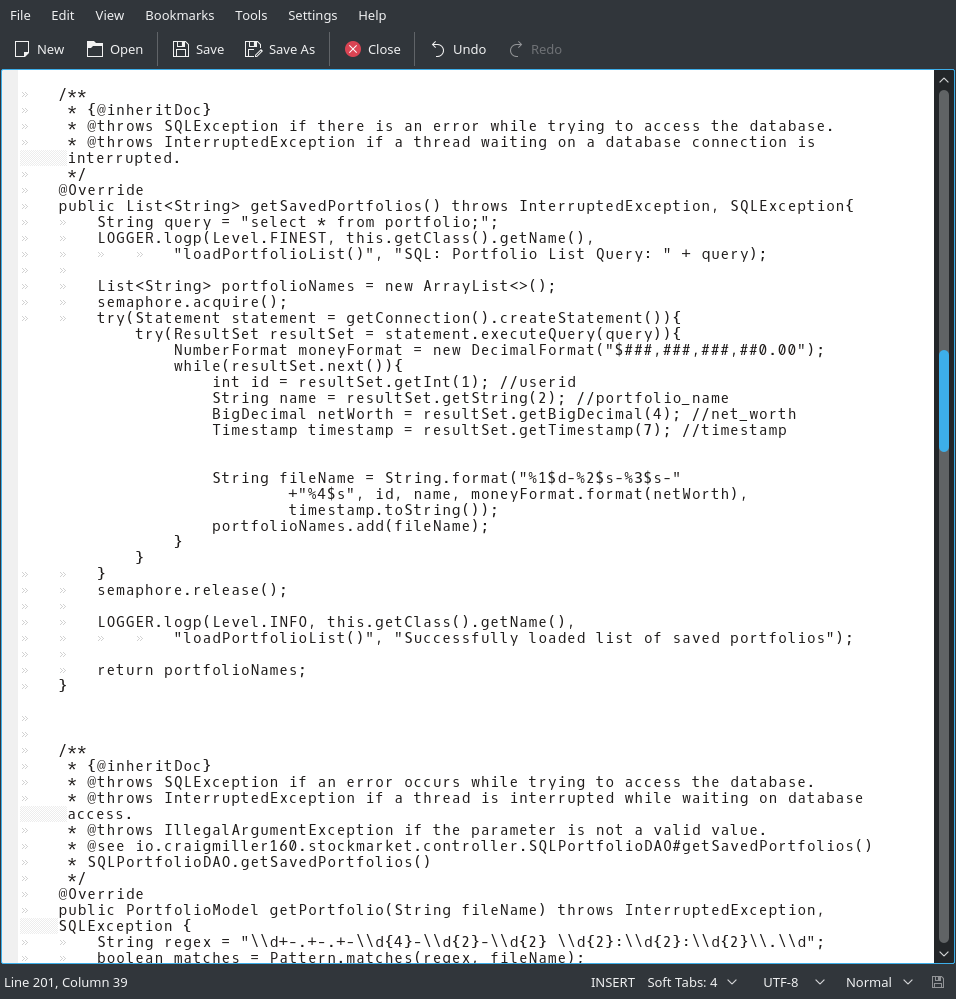 File Edit View Bookmarks Tools Settings Help
New Open Save Save As Close Undo Redo
/**
* {@inheritDoc}
* @throws SQLException if there is an error while trying to access the database.
* @throws InterruptedException if a thread waiting on a database connection is
interrupted.
*/
@Override
public List<String> getSavedPortfolios() throws InterruptedException, SQLException{
String query = "select * from portfolio;";
LOGGER.logp(Level.FINEST, this.getClass().getName(),
"loadPortfolioList()", "SQL: Portfolio List Query: " + query);
List<String> portfolioNames = new ArrayList<>();
semaphore.acquire();
try(Statement statement = getConnection().createStatement()){
try(ResultSet resultSet = statement.executeQuery(query)){
NumberFormat moneyFormat = new DecimalFormat("$###,###,###,##0.00");
while(resultSet.next()){
int id = resultSet.getInt(1); //userid
String name = resultSet.getString(2); //portfolio_name
BigDecimal netWorth = resultSet.getBigDecimal(4); //net_worth
Timestamp timestamp = resultSet.getTimestamp(7); //timestamp
String fileName = String.format("%1$d-%2$s-%3$s-"
+"%4$s", id, name, moneyFormat.format(netWorth),
timestamp.toString());
portfolioNames.add(fileName);
}
}
}
semaphore.release();
LOGGER.logp(Level.INFO, this.getClass().getName(),
"loadPortfolioList()", "Successfully loaded list of saved portfolios");
return portfolioNames;
}
/**
* {@inheritDoc}
* @throws SQLException if an error occurs while trying to access the database.
* @throws InterruptedException if a thread is interrupted while waiting on database
access.
* @throws IllegalArgumentException if the parameter is not a valid value.
* @see io.craigmiller160.stockmarket.controller.SQLPortfolioDAO#getSavedPortfolios()
* SQLPortfolioDAO.getSavedPortfolios()
*/
@Override
public PortfolioModel getPortfolio(String fileName) throws InterruptedException,
SQLException {
String regex = "\\d+-.+-.+-\\d{4}-\\d{2}-\\d{2} \\d{2}:\\d{2}:\\d{2}\\.\\d";
boolean matches = Pattern.matches(regex, fileName);
Line 201, Column 39 INSERT Soft Tabs: 4 UTF-8 Normal